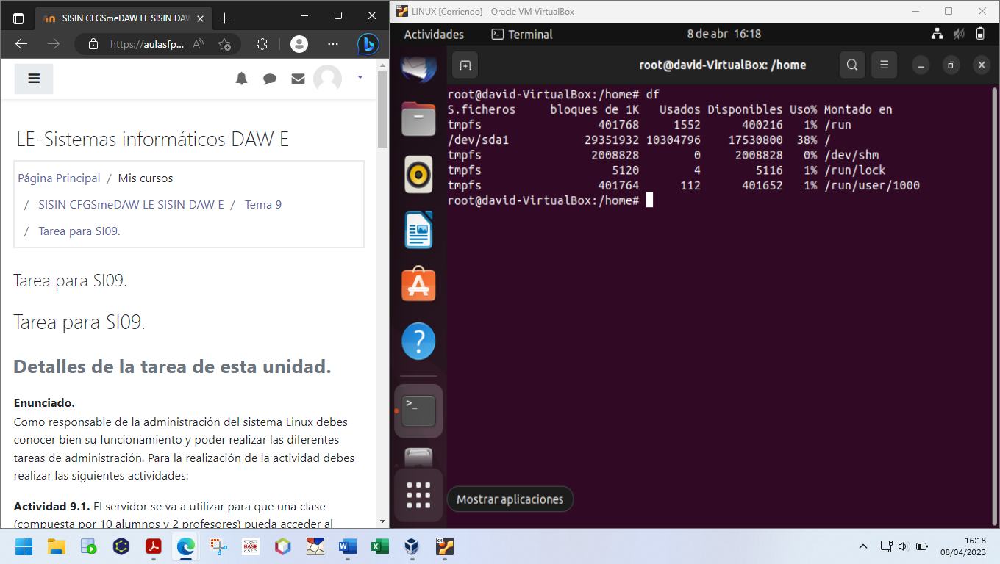 SISIN CFGSmeDAW LE SISIN DAW
https://aulasfp...
LE-Sistemas informáticos DAW E
Página Principal / Mis cursos
/ SISIN CFGSmeDAW LE SISIN DAW E / Tema 9
/ Tarea para SI09.
Tarea para SI09.
Tarea para SI09.
Detalles de la tarea de esta unidad.
Enunciado.
Como responsable de la administración del sistema Linux debes
conocer bien su funcionamiento y poder realizar las diferentes
tareas de administración. Para la realización de la actividad debes
realizar las siguientes actividades:
Actividad 9.1. El servidor se va a utilizar para que una clase
(compuesta por 10 alumnos y 2 profesores) pueda acceder al
LINUX [Corriendo] - Oracle VM VirtualBox
Actividades Terminal 8 de abr 16:18
root@david-VirtualBox: /home
root@david-VirtualBox:/home# df
S.ficheros bloques de 1K Usados Disponibles Uso% Montado en
tmpfs 401768 1552 400216 1% /run
/dev/sda1 29351932 10304796 17530800 38% /
tmpfs 2008828 0 2008828 0% /dev/shm
tmpfs 5120 4 5116 1% /run/lock
tmpfs 401764 112 401652 1% /run/user/1000
root@david-VirtualBox:/home#
Mostrar aplicaciones
16:18
08/04/2023